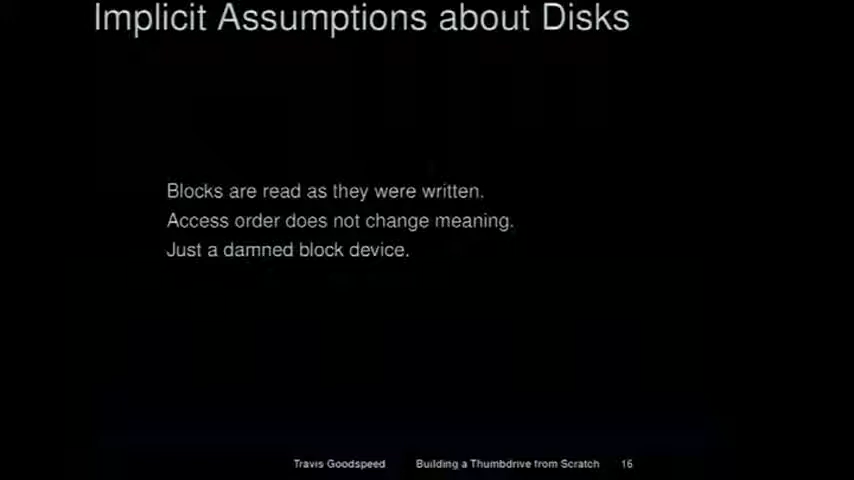 Implicit Assumptions about Disks
Blocks are read as they were written.
Access order does not change meaning.
Just a damned block device.
Travis Goodspeed Building a Thumbdrive from Scratch 16